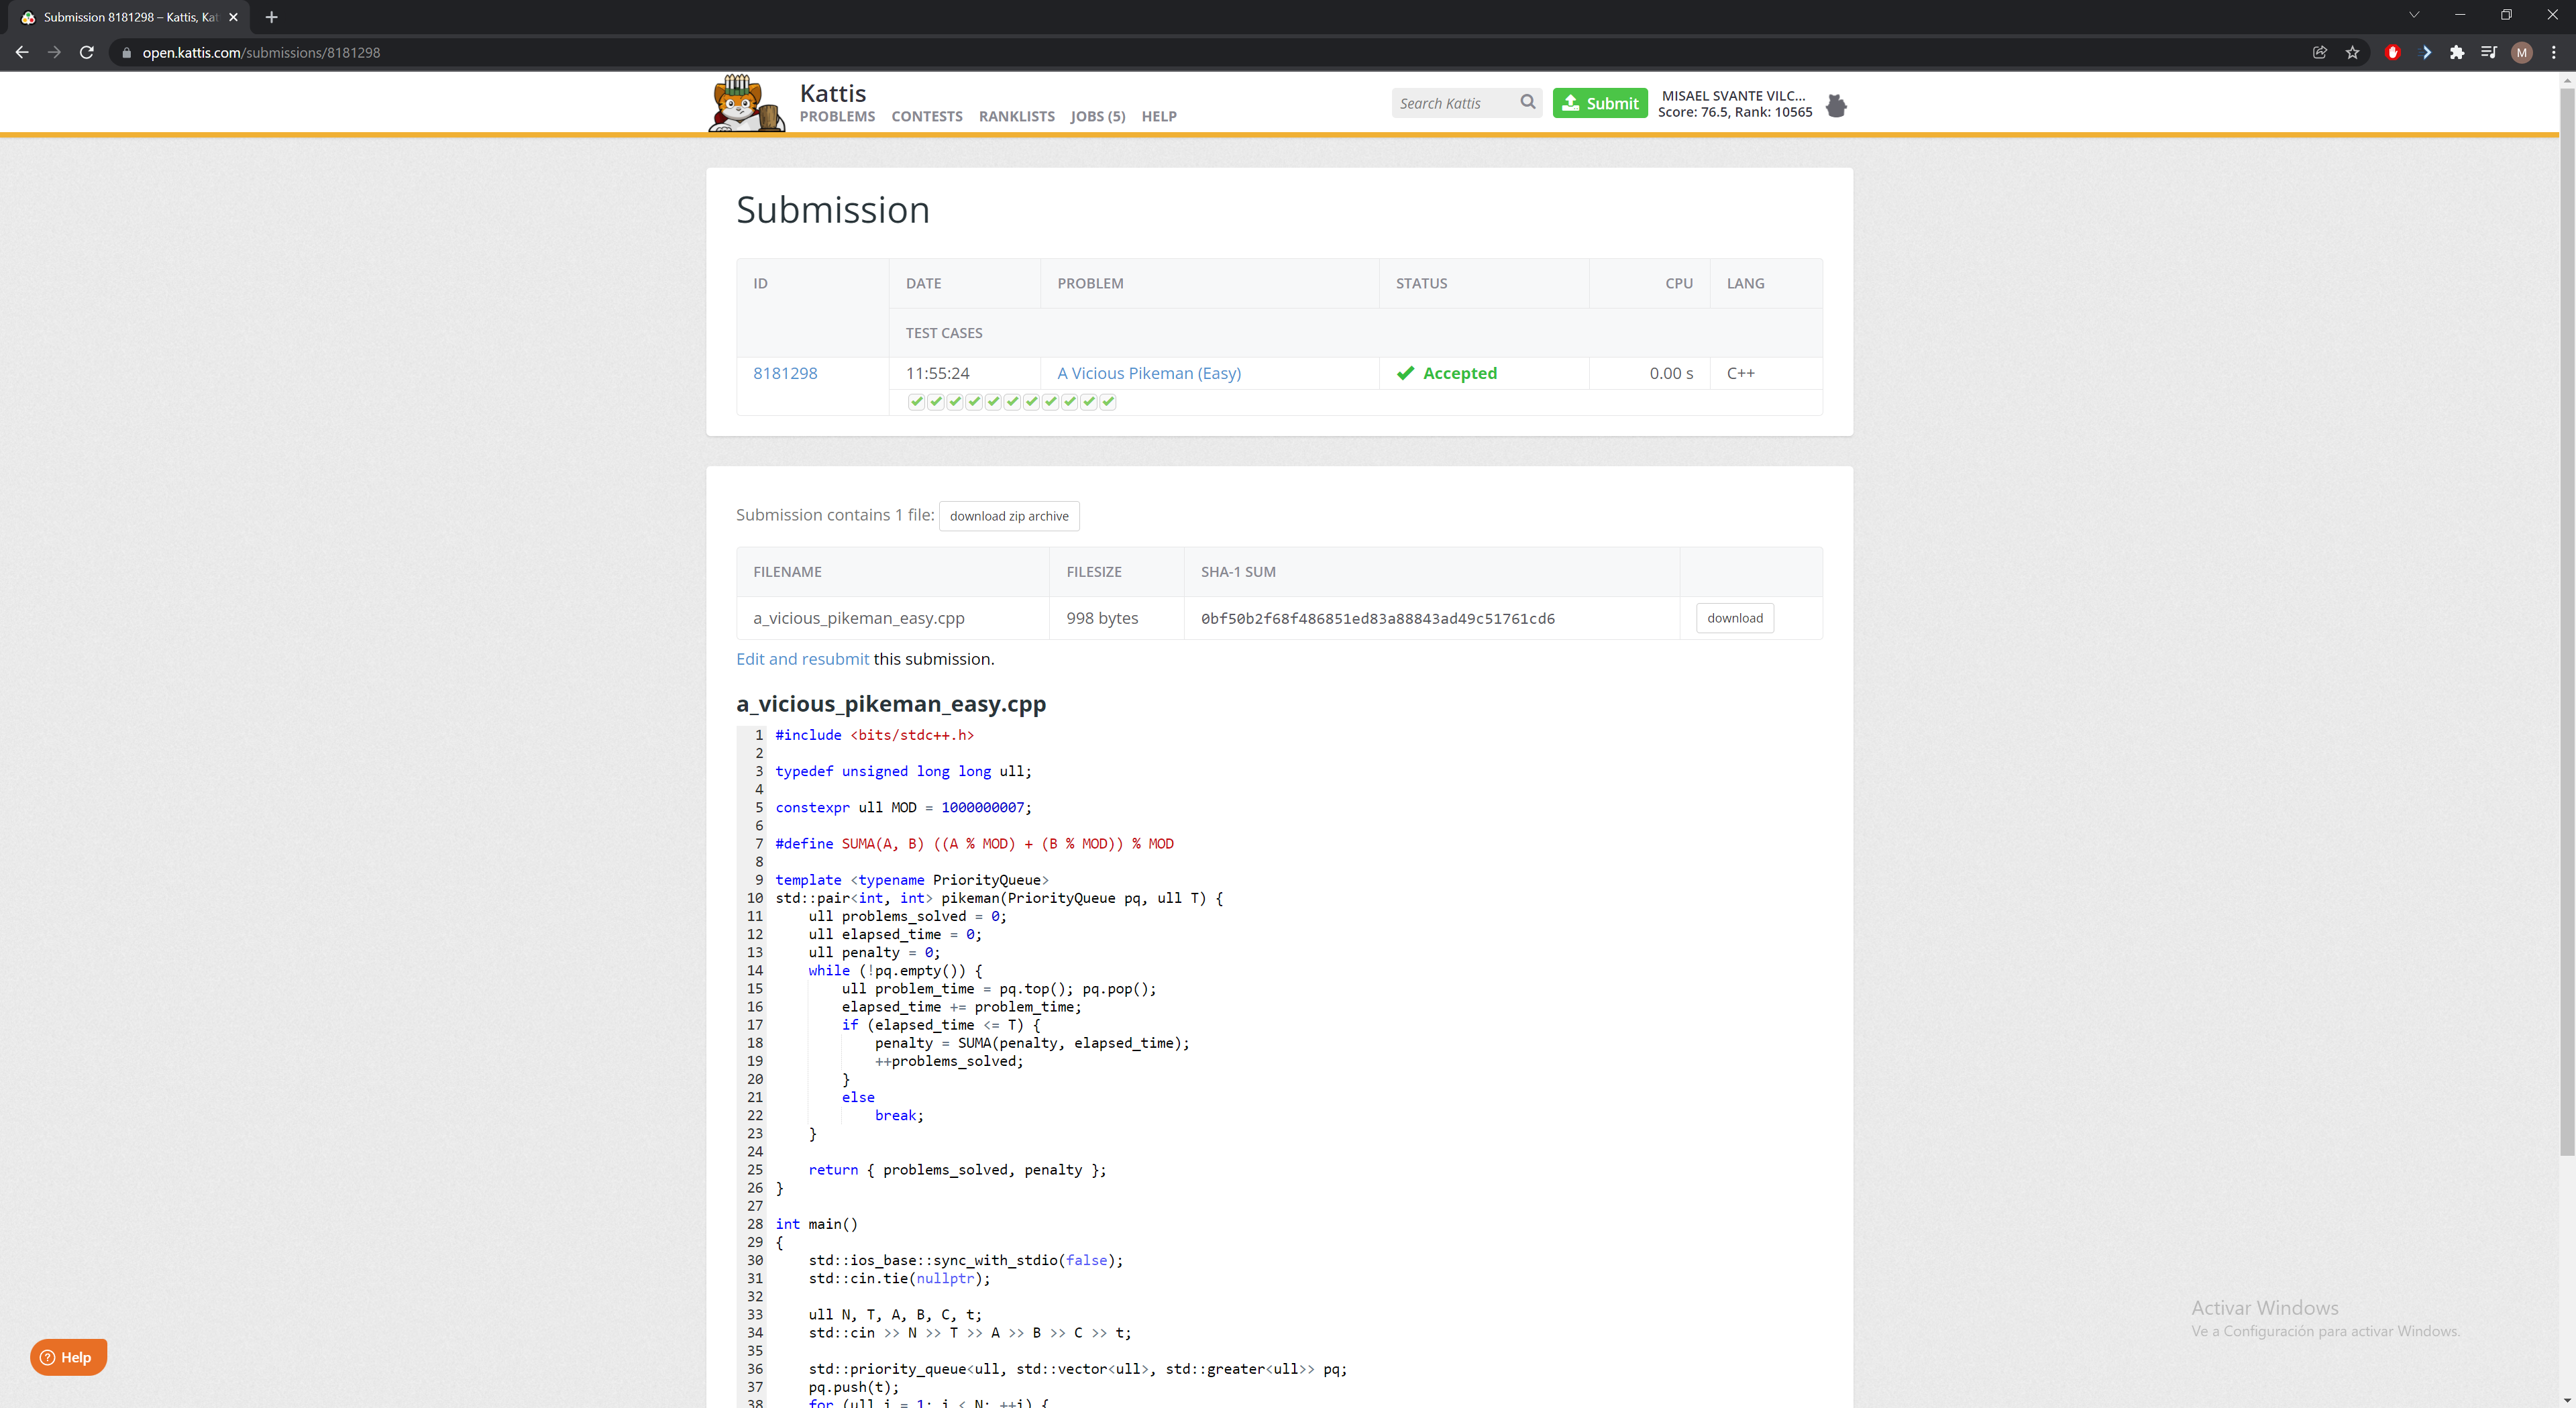 Submission 8181298 – Kattis, Kat
open.kattis.com/submissions/8181298
M
Kattis
PROBLEMS CONTESTS RANKLISTS JOBS (5) HELP
Search Kattis
Submit
MISAEL SVANTE VILC...
Score: 76.5, Rank: 10565
Submission
ID DATE PROBLEM STATUS CPU LANG
TEST CASES
8181298 11:55:24 A Vicious Pikeman (Easy) Accepted 0.00 s C++
Submission contains 1 file: download zip archive
FILENAME FILESIZE SHA-1 SUM
a_vicious_pikeman_easy.cpp 998 bytes 0bf50b2f68f486851ed83a88843ad49c51761cd6 download
Edit and resubmit this submission.
a_vicious_pikeman_easy.cpp
1 #include <bits/stdc++.h>
2
3 typedef unsigned long long ull;
4
5 constexpr ull MOD = 1000000007;
6
7 #define SUMA(A, B) ((A % MOD) + (B % MOD)) % MOD
8
9 template <typename PriorityQueue>
10 std::pair<int, int> pikeman(PriorityQueue pq, ull T) {
11     ull problems_solved = 0;
12     ull elapsed_time = 0;
13     ull penalty = 0;
14     while (!pq.empty()) {
15         ull problem_time = pq.top(); pq.pop();
16         elapsed_time += problem_time;
17         if (elapsed_time <= T) {
18             penalty = SUMA(penalty, elapsed_time);
19             ++problems_solved;
20         }
21         else
22             break;
23     }
24
25     return { problems_solved, penalty };
26 }
27
28 int main()
29 {
30     std::ios_base::sync_with_stdio(false);
31     std::cin.tie(nullptr);
32
33     ull N, T, A, B, C, t;
34     std::cin >> N >> T >> A >> B >> C >> t;
35
36     std::priority_queue<ull, std::vector<ull>, std::greater<ull>> pq;
37     pq.push(t);
38     for (ull i = 1; i < N; ++i) {
Help
Activar Windows
Ve a Configuración para activar Windows.